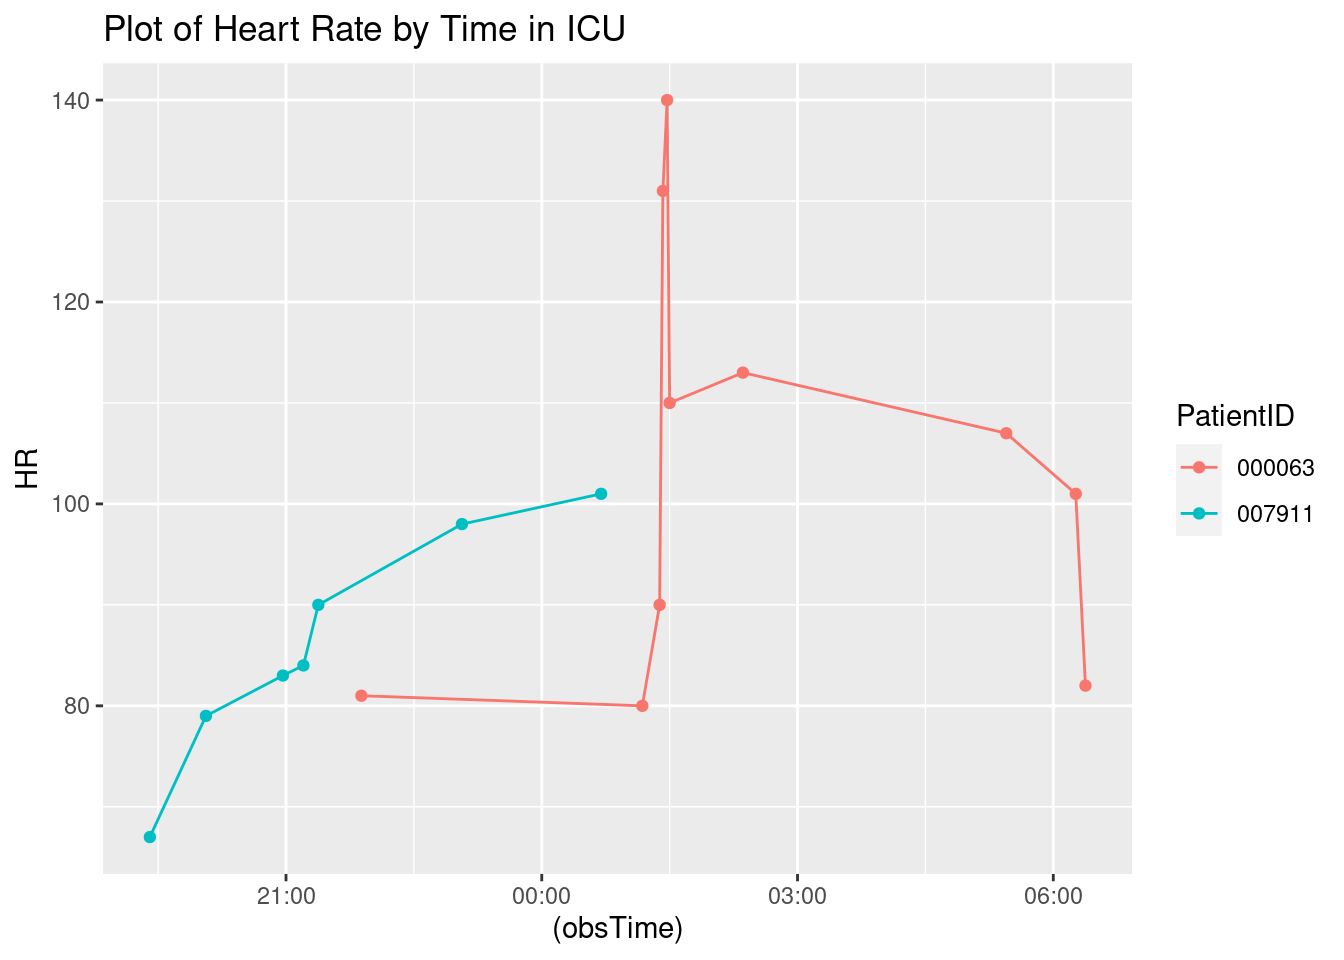 Plot of Heart Rate by Time in ICU
140
120
100
80
HR
21:00 00:00 03:00 06:00
(obsTime)
PatientID
000063
007911